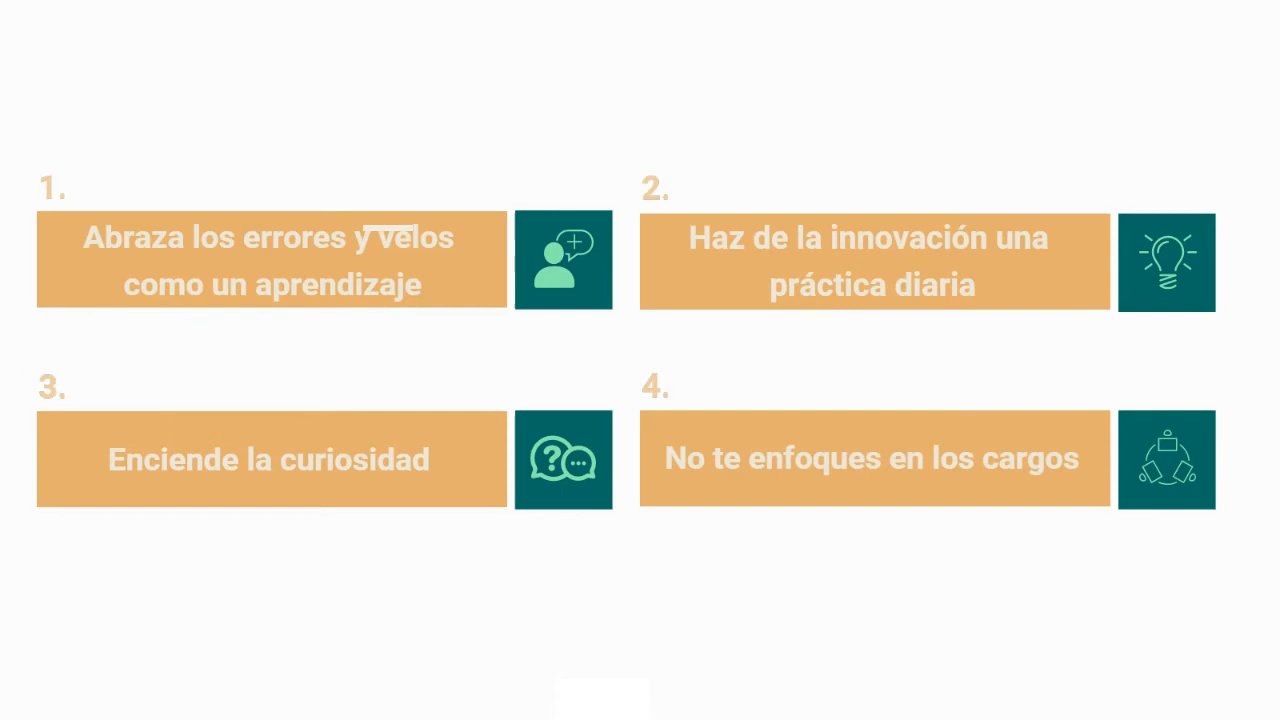 1.
Abraza los errores y velos
como un aprendizaje
2.
Haz de la innovación una
práctica diaria
3.
Enciende la curiosidad
4.
No te enfoques en los cargos